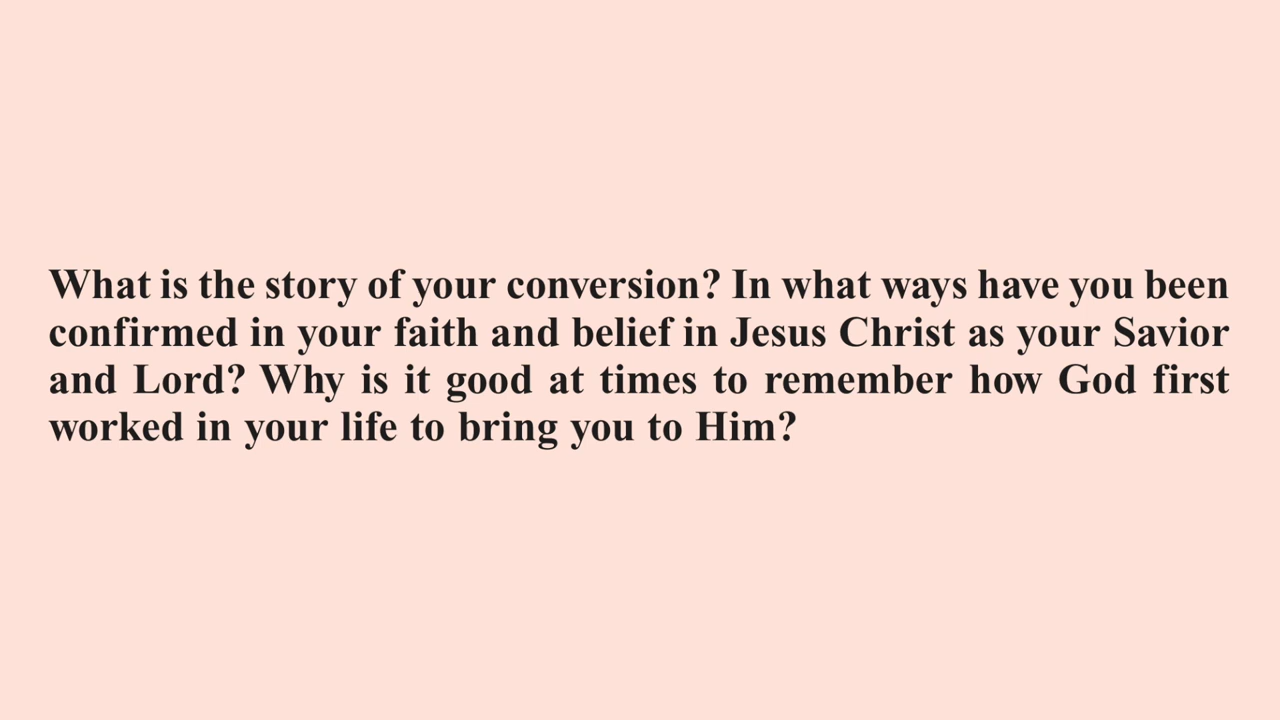 What is the story of your conversion? In what ways have you been
confirmed in your faith and belief in Jesus Christ as your Savior
and Lord? Why is it good at times to remember how God first
worked in your life to bring you to Him?